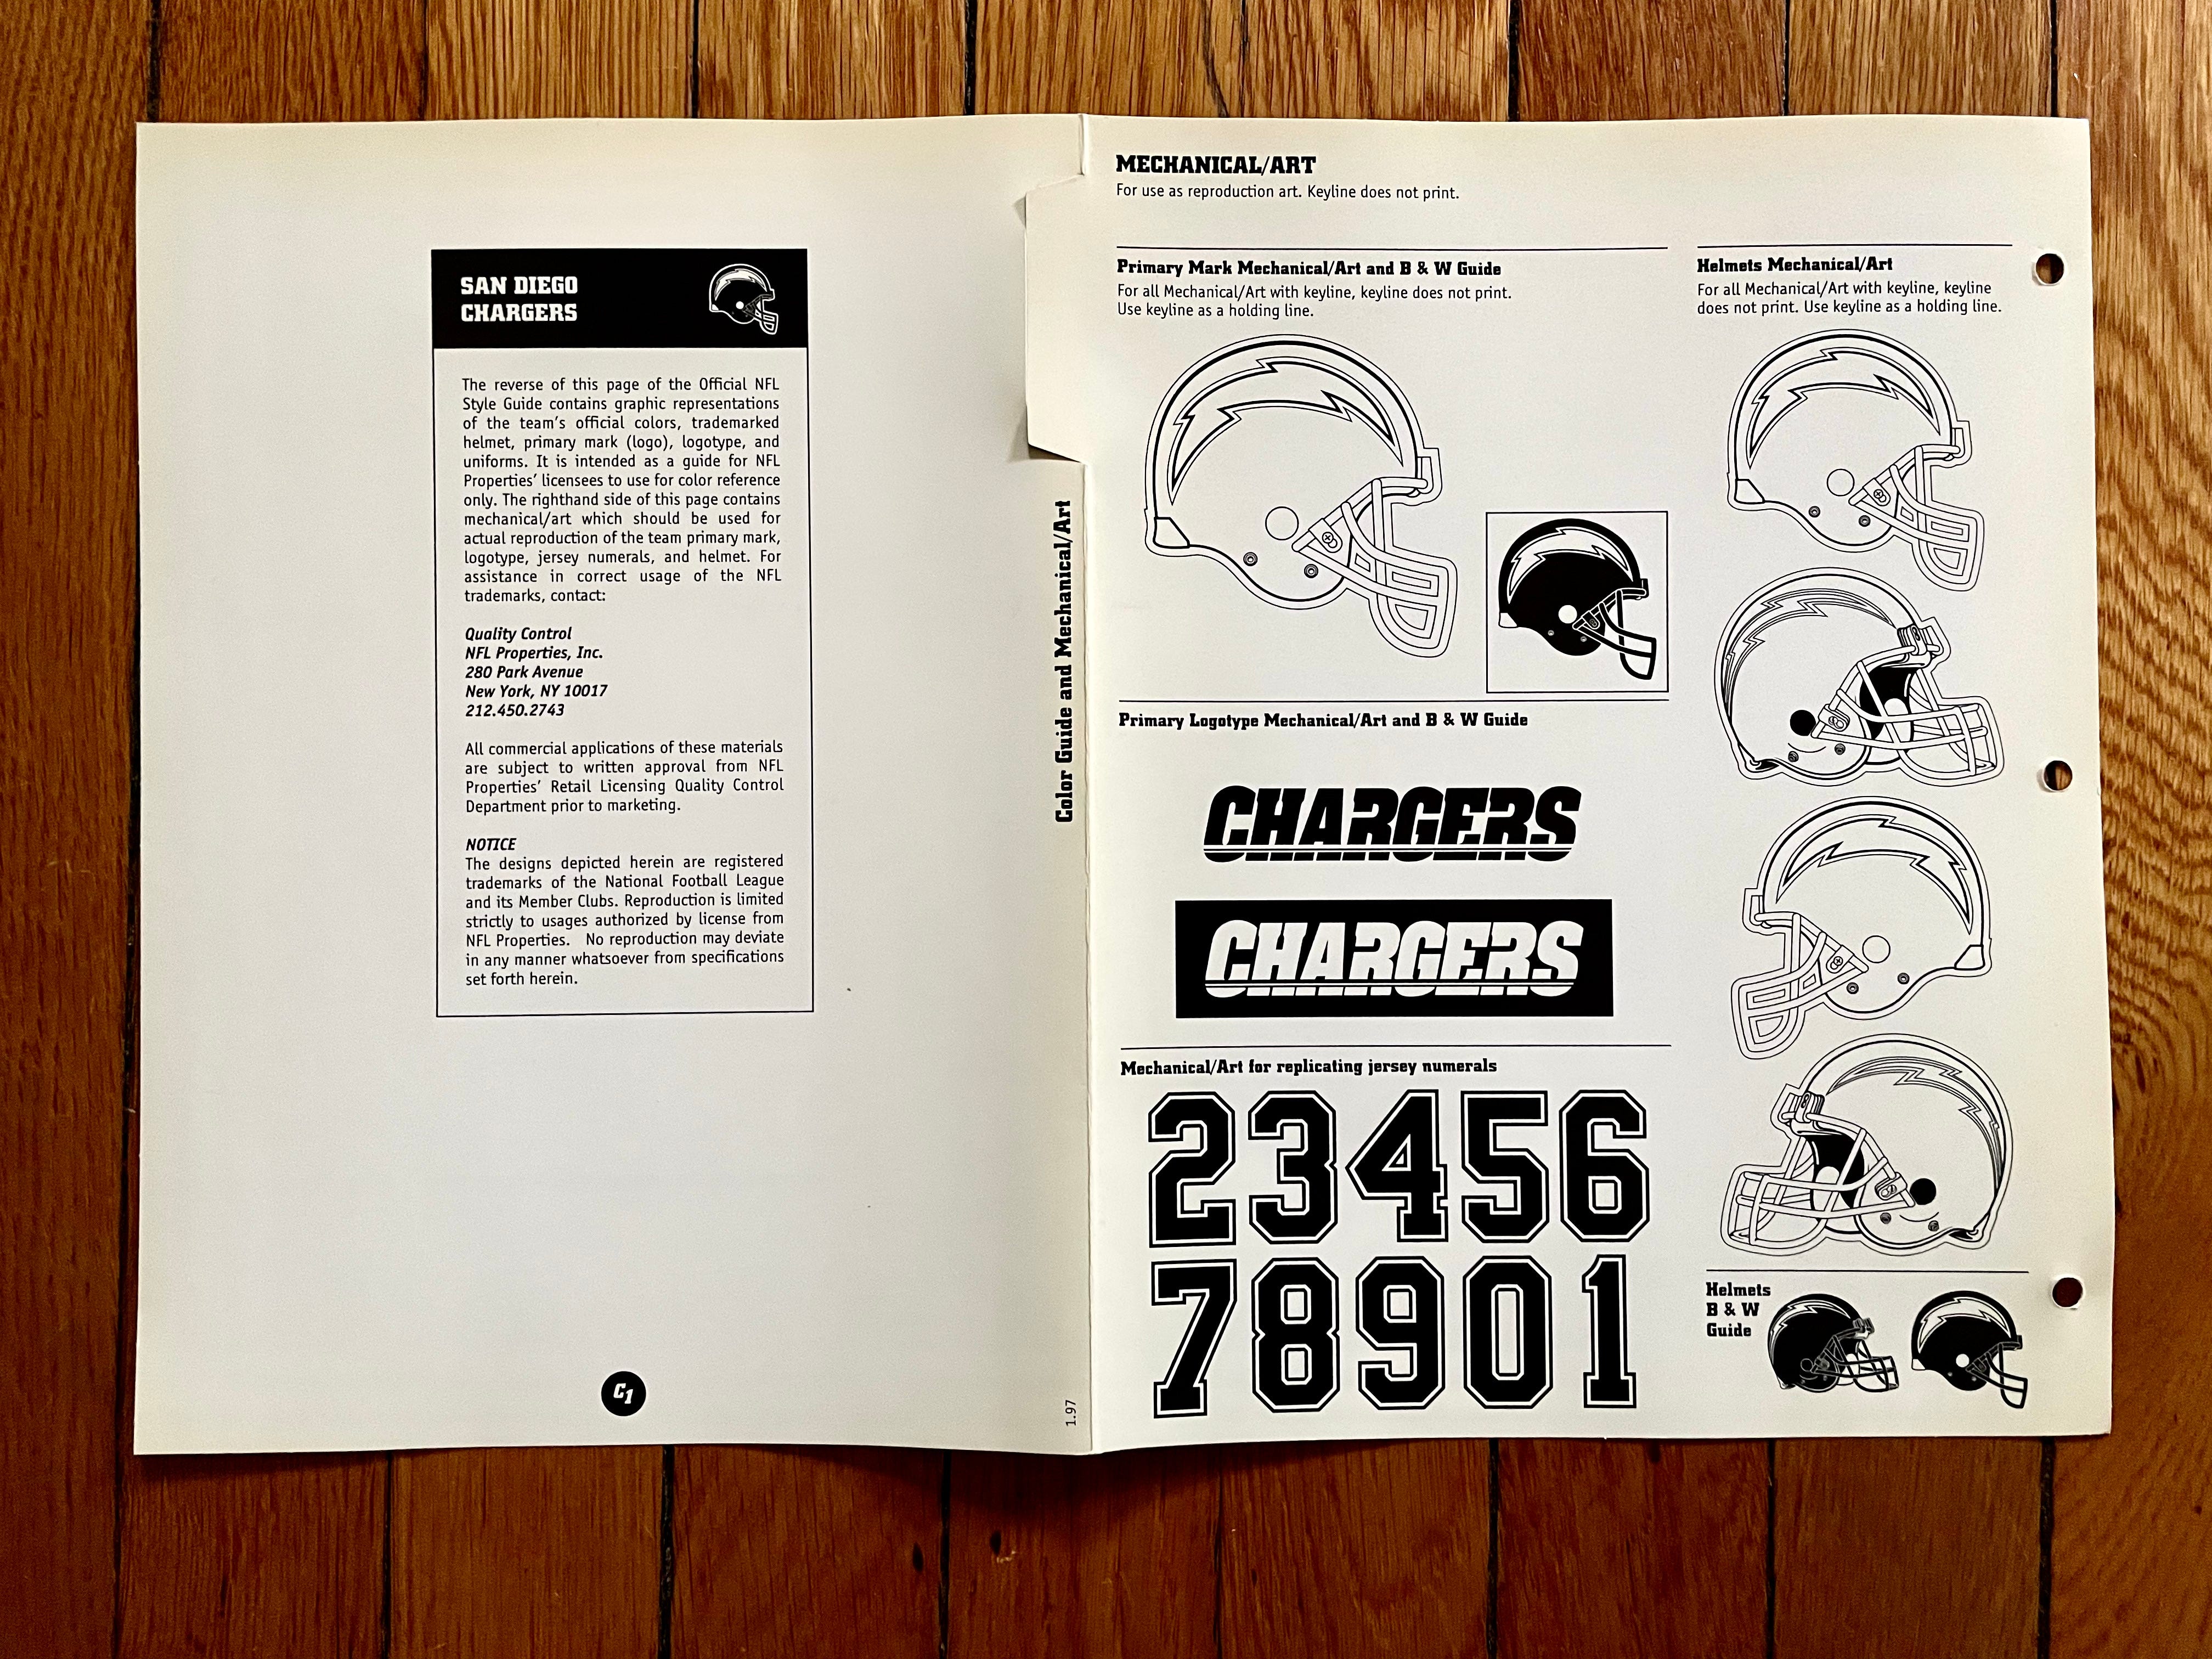 SAN DIEGO
CHARGERS
The reverse of this page of the Official NFL
Style Guide contains graphic representations
of the team's official colors, trademarked
helmet, primary mark (logo), logotype, and
uniforms. It is intended as a guide for NFL
Properties' licensees to use for color reference
only. The righthand side of this page contains
mechanical/art which should be used for
actual reproduction of the team primary mark,
logotype, jersey numerals, and helmet. For
assistance in correct usage of the NFL
trademarks, contact:
Quality Control
NFL Properties, Inc.
280 Park Avenue
New York, NY 10017
212.450.2743
All commercial applications of these materials
are subject to written approval from NFL
Properties' Retail Licensing Quality Control
Department prior to marketing.
NOTICE
The designs depicted herein are registered
trademarks of the National Football League
and its Member Clubs. Reproduction is limited
strictly to usages authorized by license from
NFL Properties. No reproduction may deviate
in any manner whatsoever from specifications
set forth herein.
C1
Color Guide and Mechanical/Art
1.97
MECHANICAL/ART
For use as reproduction art. Keyline does not print.
Primary Mark Mechanical/Art and B & W Guide
For all Mechanical/Art with keyline, keyline does not print.
Use keyline as a holding line.
Primary Logotype Mechanical/Art and B & W Guide
CHARGERS
CHARGERS
Mechanical/Art for replicating jersey numerals
23456
78901
Helmets Mechanical/Art
For all Mechanical/Art with keyline, keyline
does not print. Use keyline as a holding line.
Helmets
B & W
Guide